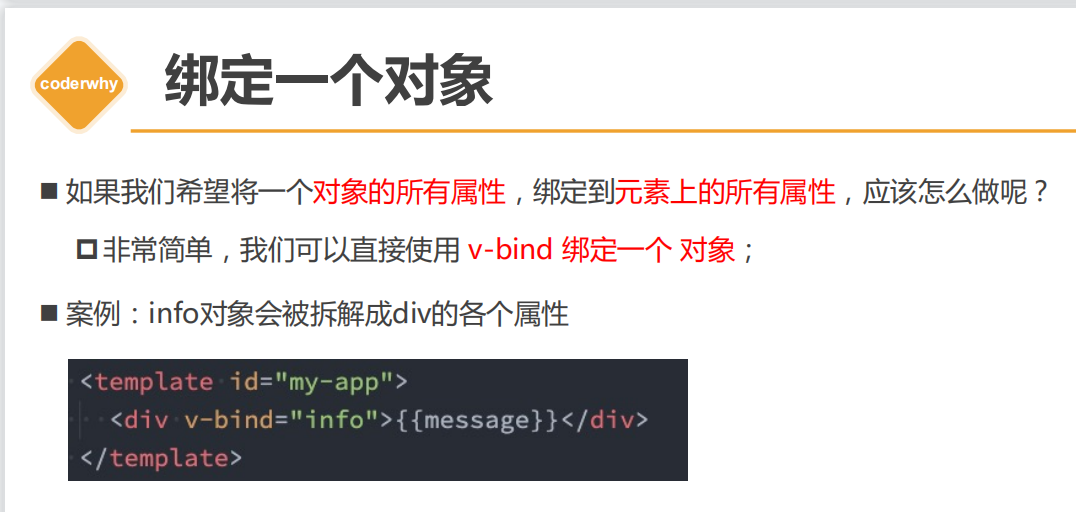 coderwhy
绑定一个对象
如果我们希望将一个对象的所有属性，绑定到元素上的所有属性，应该怎么做呢？
非常简单，我们可以直接使用 v-bind 绑定一个 对象；
案例：info对象会被拆解成div的各个属性
<template id="my-app">
<div v-bind="info">{{message}}</div>
</template>